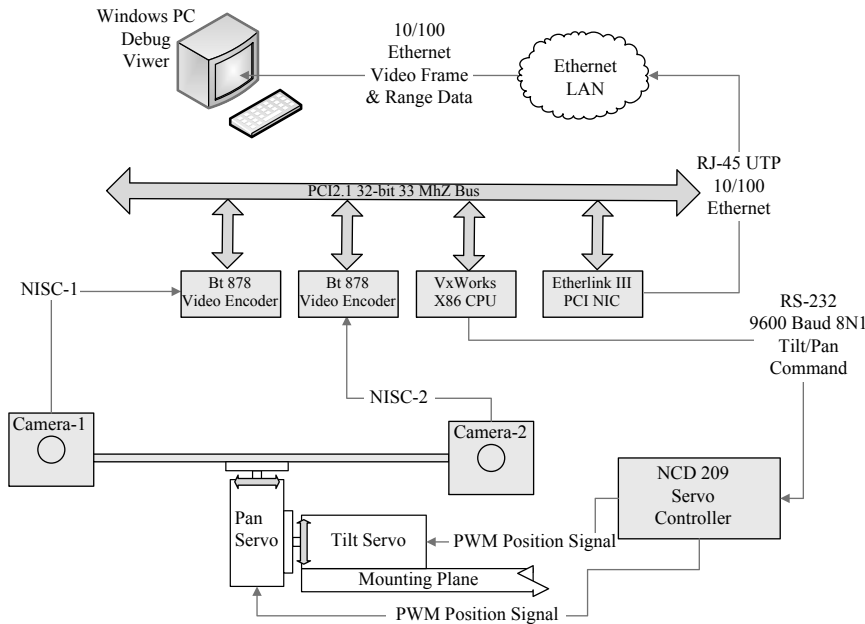 Windows PC
Debug
Viwer
10/100
Ethernet
Video Frame
& Range Data
Ethernet
LAN
RJ-45 UTP
10/100
Ethernet
PCI2.1 32-bit 33 MhZ Bus
NISC-1
Bt 878
Video Encoder
Bt 878
Video Encoder
VxWorks
X86 CPU
Etherlink III
PCI NIC
RS-232
9600 Baud 8N1
Tilt/Pan
Command
NISC-2
Camera-1
Camera-2
NCD 209
Servo
Controller
Pan
Servo
Tilt Servo
PWM Position Signal
Mounting Plane
PWM Position Signal